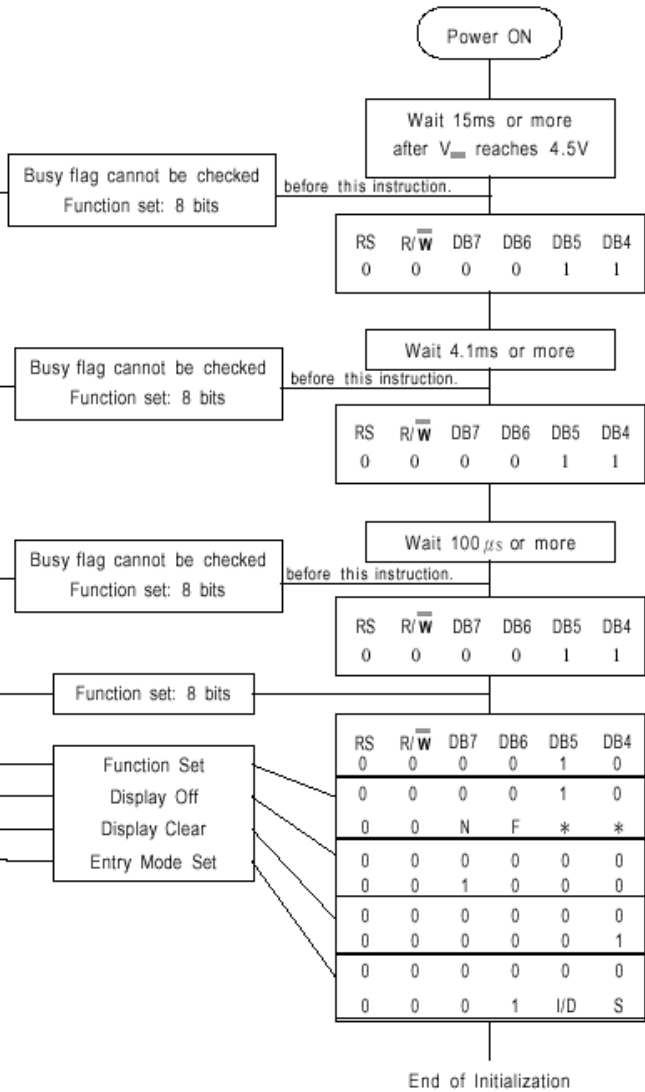 Power ON
Wait 15ms or more
after V reaches 4.5V
Busy flag cannot be checked
Function set: 8 bits
before this instruction.
RS R/W DB7 DB6 DB5 DB4
0 0 0 0 1 1
Wait 4.1ms or more
Busy flag cannot be checked
Function set: 8 bits
before this instruction.
RS R/W DB7 DB6 DB5 DB4
0 0 0 0 1 1
Wait 100 μs or more
Busy flag cannot be checked
Function set: 8 bits
before this instruction.
RS R/W DB7 DB6 DB5 DB4
0 0 0 0 1 1
Function set: 8 bits
Function Set
Display Off
Display Clear
Entry Mode Set
RS R/W DB7 DB6 DB5 DB4
0 0 0 0 1 0
0 0 0 0 1 0
0 0 N F * *
0 0 0 0 0 0
0 0 1 0 0 0
0 0 0 0 0 0
0 0 0 0 0 1
0 0 0 0 0 0
0 0 0 1 I/D S
End of Initialization